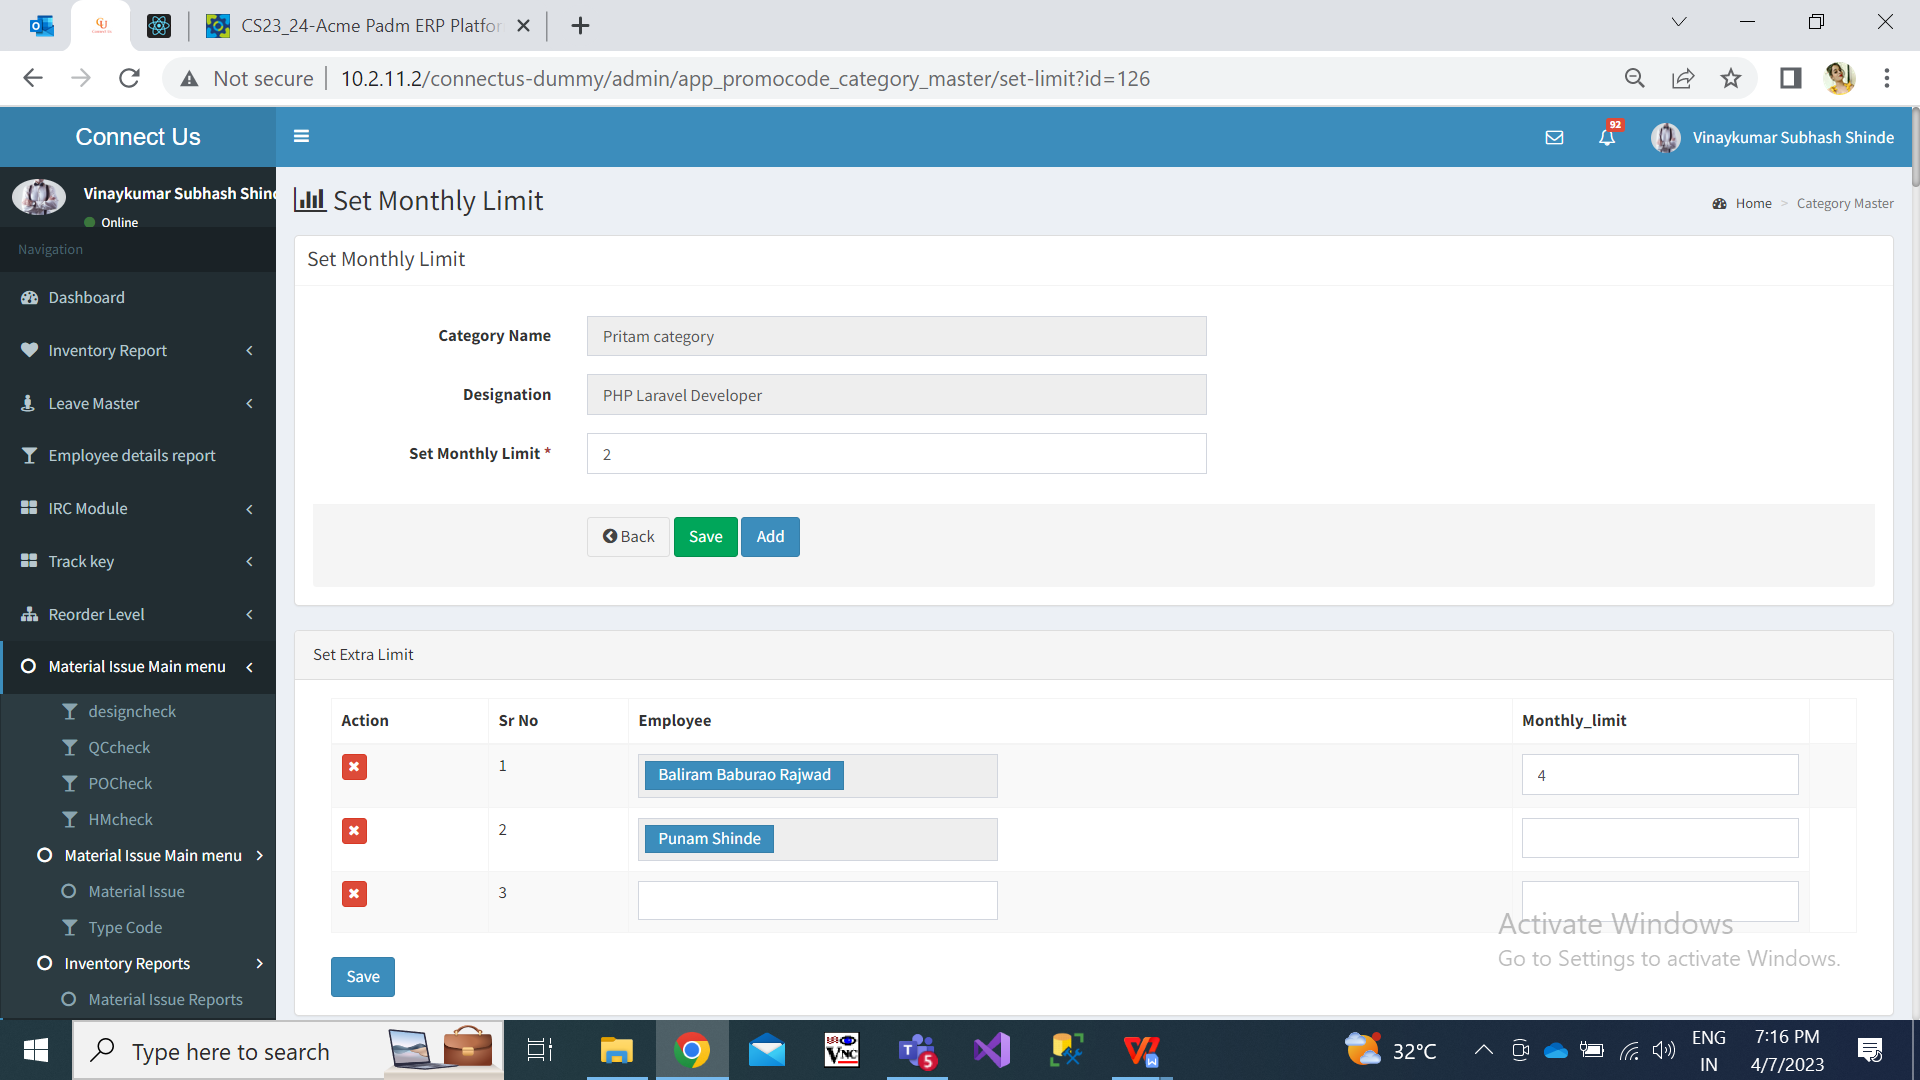 CS23_24-Acme Padm ERP Platfor
Not secure
10.2.11.2/connectus-dummy/admin/app_promocode_category_master/set-limit?id=126
Connect Us
92
Vinaykumar Subhash Shinde
Vinaykumar Subhash Shind
Online
Navigation
Dashboard
Inventory Report
Leave Master
Employee details report
IRC Module
Track key
Reorder Level
Material Issue Main menu
designcheck
QCcheck
POCheck
HMcheck
Material Issue Main menu
Material Issue
Type Code
Inventory Reports
Material Issue Reports
Set Monthly Limit
Home > Category Master
Set Monthly Limit
Category Name
Pritam category
Designation
PHP Laravel Developer
Set Monthly Limit *
2
Back
Save
Add
Set Extra Limit
Action Sr No Employee Monthly_limit
1 Baliram Baburao Rajwad 4
2 Punam Shinde
3
Save
Activate Windows
Go to Settings to activate Windows.
Type here to search
VNC
5
32°C
ENG
IN
7:16 PM
4/7/2023